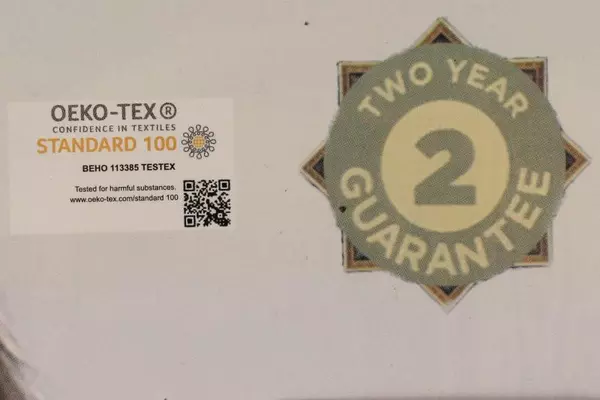 OEKO-TEX®
CONFIDENCE IN TEXTILES
STANDARD 100
BEHO 113385 TESTEX
Tested for harmful substances.
www.oeko-tex.com/standard 100
TWO YEAR
2
GUARANTEE